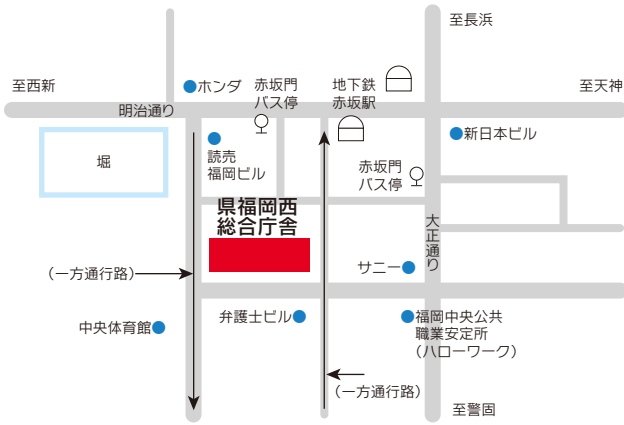 至長浜
至西新
ホンダ
赤坂門
バス停
地下鉄
赤坂駅
至天神
明治通り
新日本ビル
読売
福岡ビル
堀
赤坂門
バス停
県福岡西
総合庁舎
大正通り
(一方通行路)
サニー
中央体育館
弁護士ビル
福岡中央公共
職業安定所
(ハローワーク)
(一方通行路)
至警固